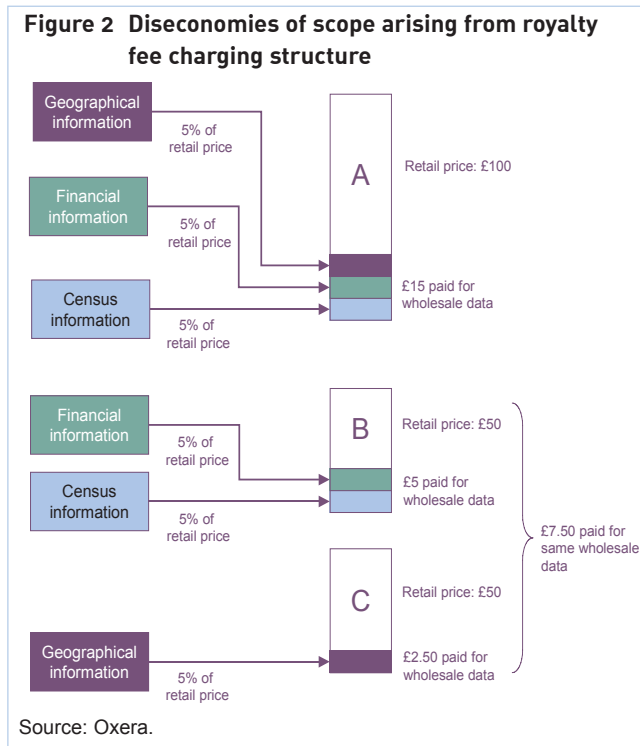 Figure 2 Diseconomies of scope arising from royalty
fee charging structure
Geographical
information
5% of
retail price
Financial
information
5% of
retail price
Census
information
5% of
retail price
A
Retail price: £100
£15 paid for
wholesale data
Financial
information
5% of
retail price
Census
information
5% of
retail price
B
Retail price: £50
£5 paid for
wholesale data
£7.50 paid for
same wholesale
data
C
Retail price: £50
Geographical
information
5% of
retail price
£2.50 paid for
wholesale data
Source: Oxera.